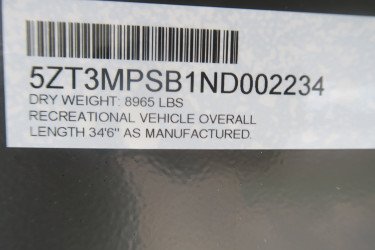 5ZT3MPSB1ND002234
DRY WEIGHT: 8965 LBS
RECREATIONAL VEHICLE OVERALL
LENGTH 34'6" AS MANUFACTURED.